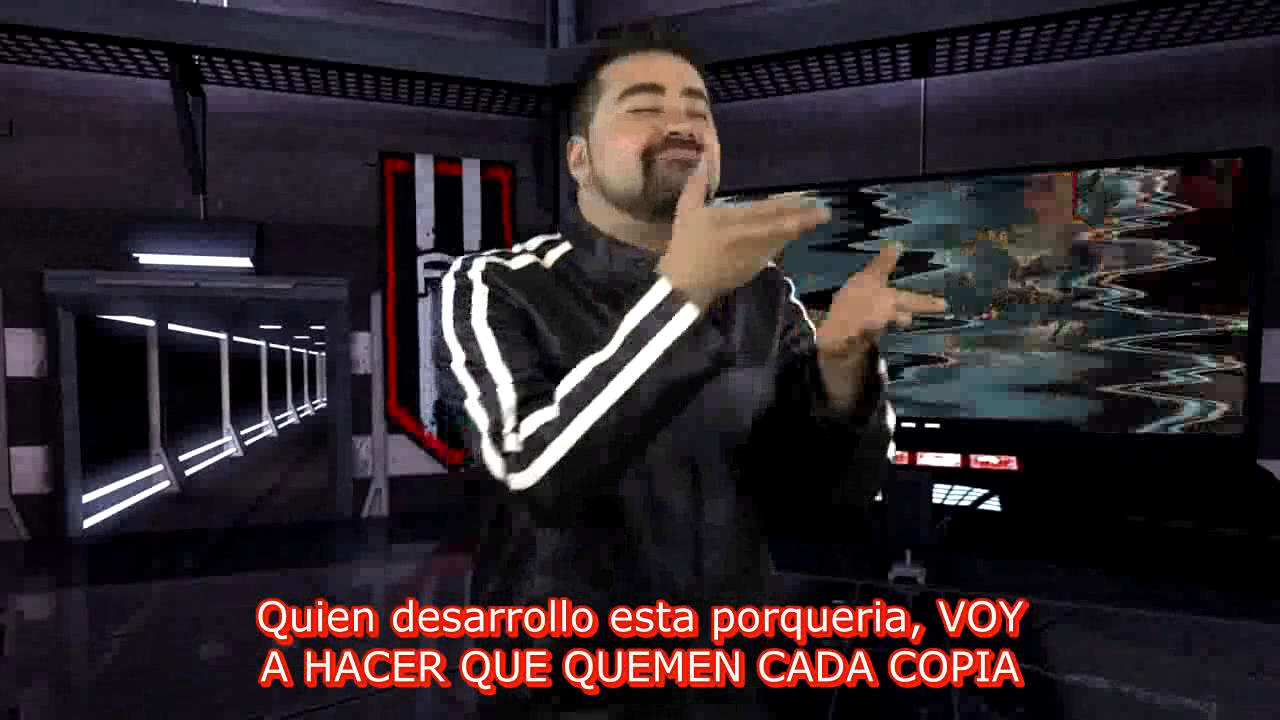 Quien desarrollo esta porqueria, VOY
A HACER QUE QUEMEN CADA COPIA